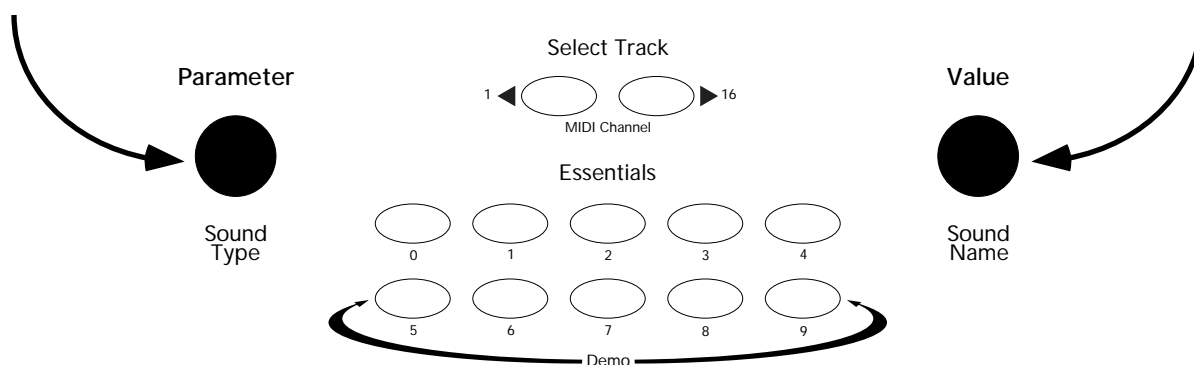 Select Track
Parameter
Value
1
16
MIDI Channel
Essentials
Sound
Type
Sound
Name
0 1 2 3 4
5 6 7 8 9
Demo